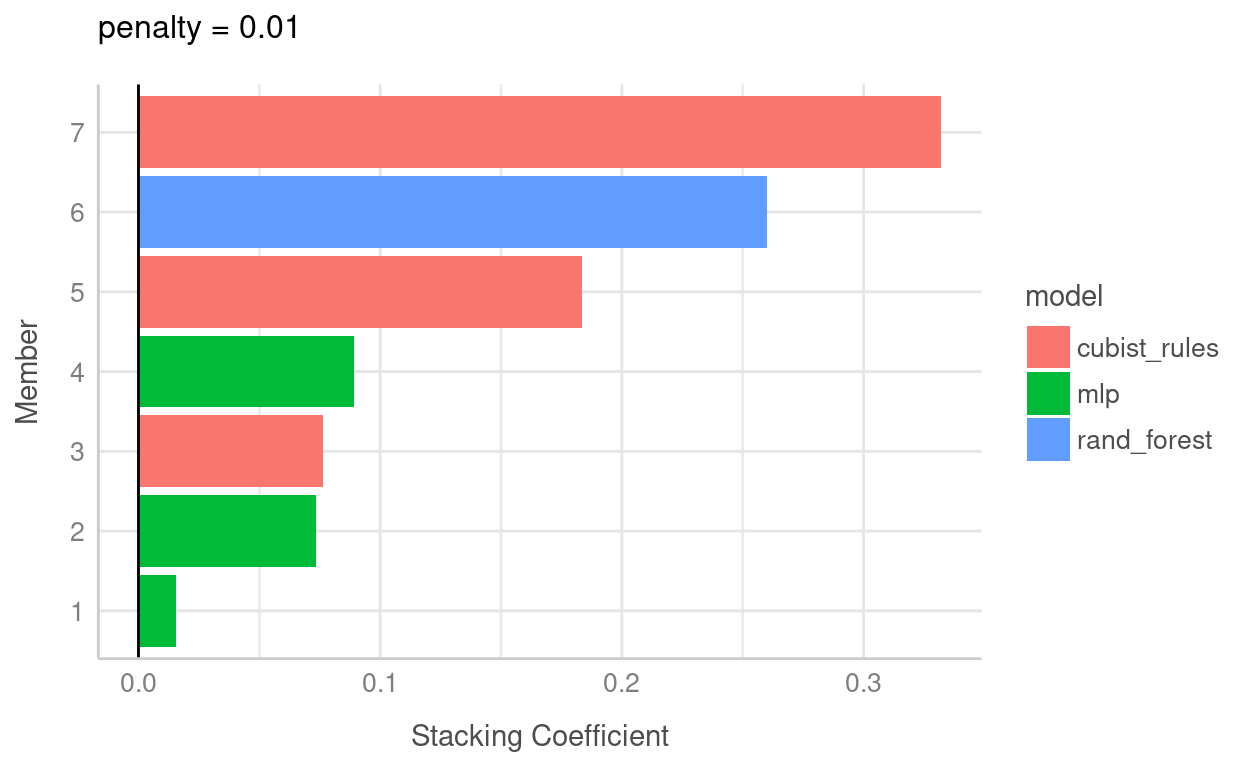 penalty = 0.01
7
6
5
4
3
2
1
Member
0.0 0.1 0.2 0.3
Stacking Coefficient
model
cubist_rules
mlp
rand_forest